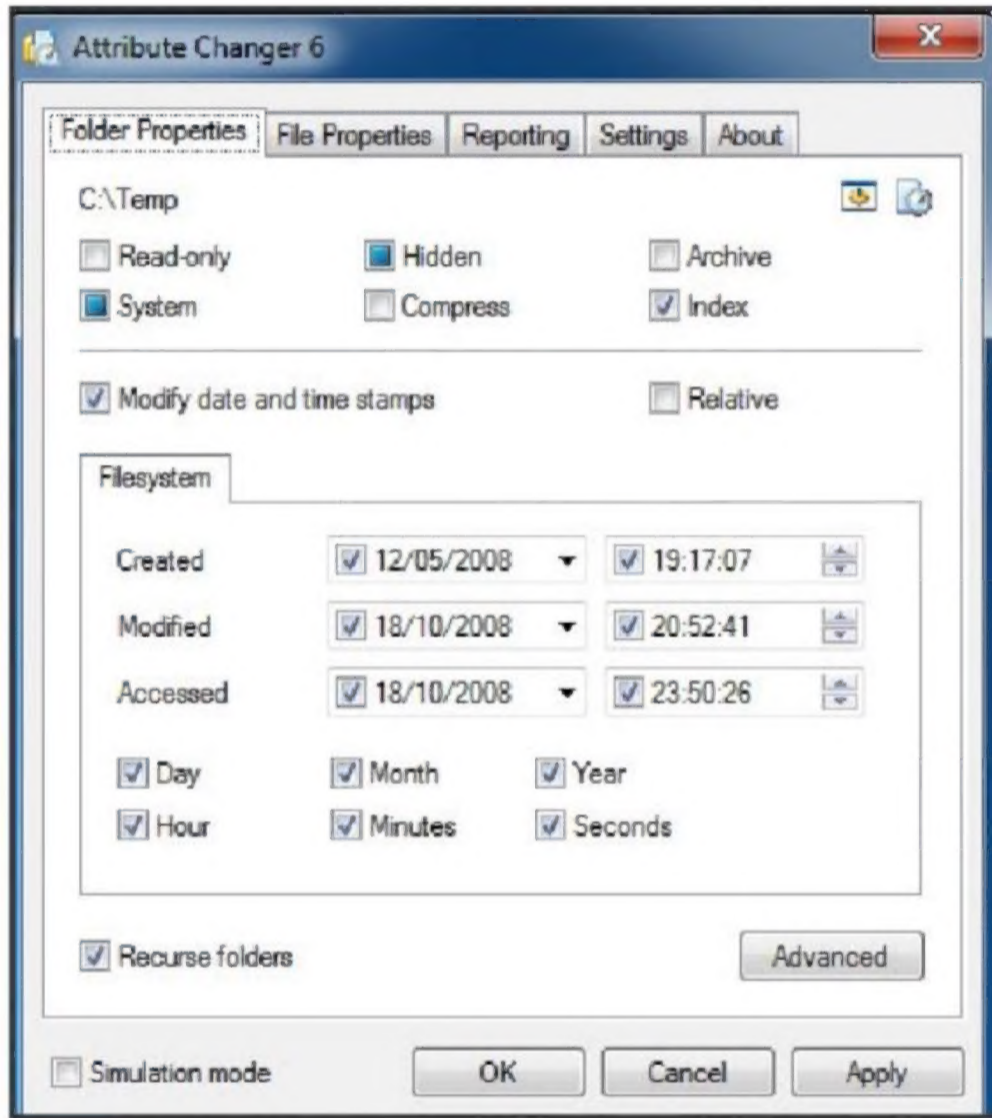 Attribute Changer 6
Folder Properties File Properties Reporting Settings About
C:\Temp
Read-only Hidden Archive
System Compress Index
Modify date and time stamps Relative
Filesystem
Created 12/05/2008 19:17:07
Modified 18/10/2008 20:52:41
Accessed 18/10/2008 23:50:26
Day Month Year
Hour Minutes Seconds
Recurse folders Advanced
Simulation mode OK Cancel Apply